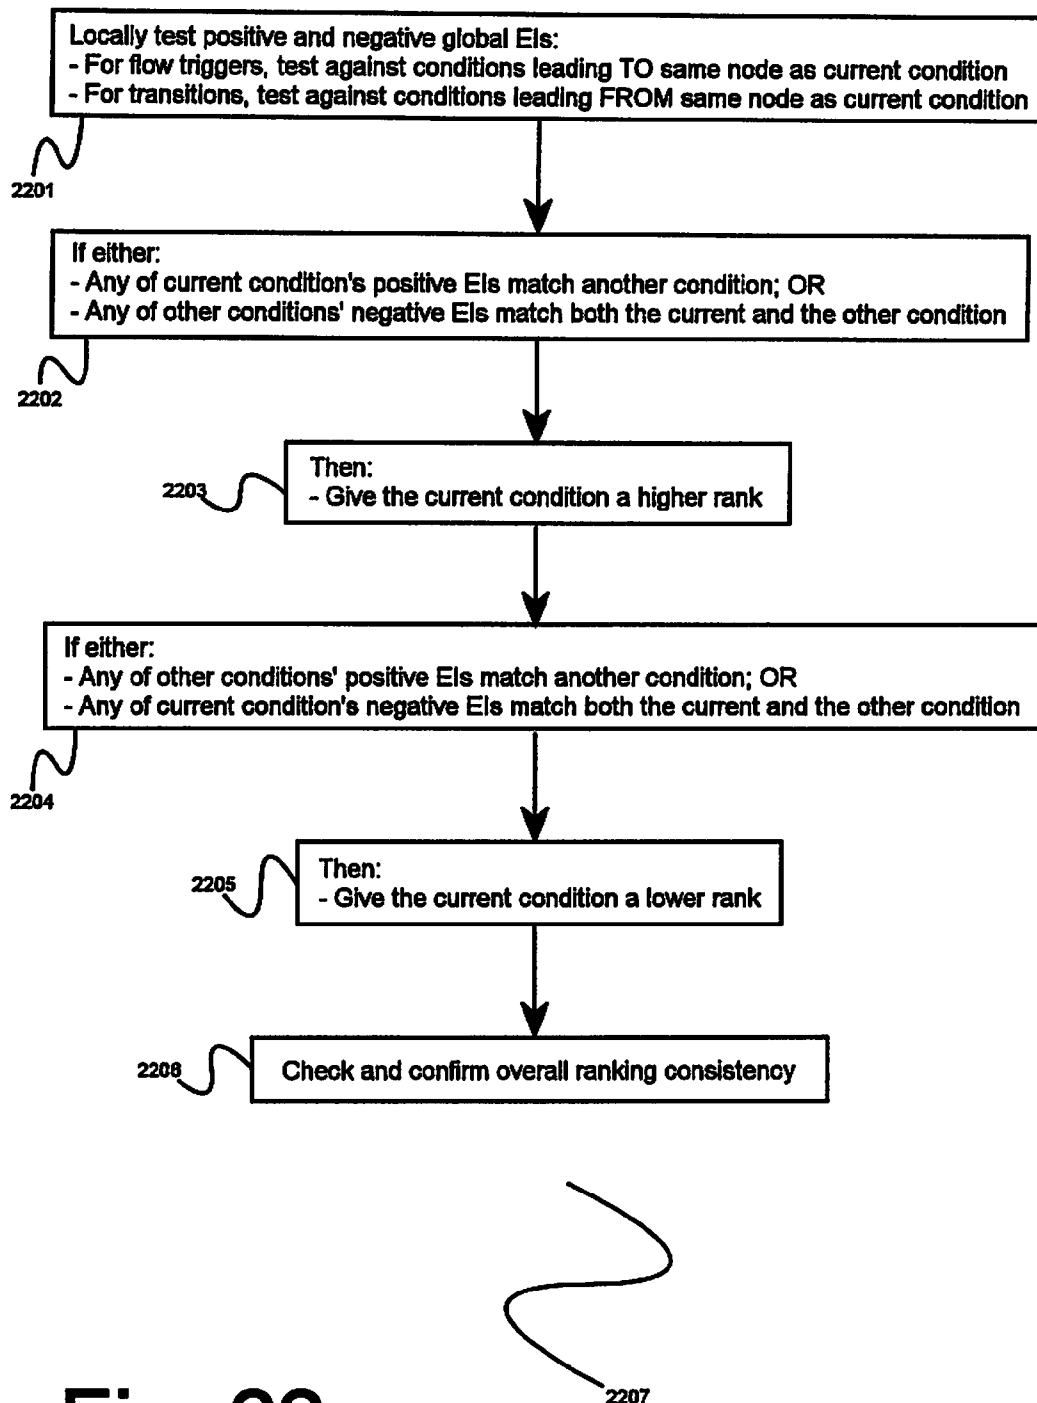 Locally test positive and negative global EIs:
- For flow triggers, test against conditions leading TO same node as current condition
- For transitions, test against conditions leading FROM same node as current condition
2201
If either:
- Any of current condition's positive EIs match another condition; OR
- Any of other conditions' negative EIs match both the current and the other condition
2202
Then:
- Give the current condition a higher rank
2203
If either:
- Any of other conditions' positive EIs match another condition; OR
- Any of current condition's negative EIs match both the current and the other condition
2204
Then:
- Give the current condition a lower rank
2205
Check and confirm overall ranking consistency
2206
2207